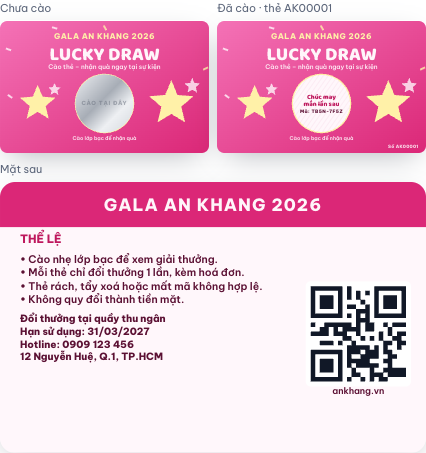 Chưa cào
Đã cào · thẻ AK00001
GALA AN KHANG 2026
LUCKY DRAW
Cào thẻ – nhận quà ngay tại sự kiện
CÀO TẠI ĐÂY
Cào lớp bạc để nhận quà
GALA AN KHANG 2026
LUCKY DRAW
Cào thẻ – nhận quà ngay tại sự kiện
Chúc may
mắn lần sau
Mã: TB5N-7F5Z
Cào lớp bạc để nhận quà
Số AK00001
Mặt sau
GALA AN KHANG 2026
THỂ LỆ
• Cào nhẹ lớp bạc để xem giải thưởng.
• Mỗi thẻ chỉ đổi thưởng 1 lần, kèm hoá đơn.
• Thẻ rách, tẩy xoá hoặc mất mã không hợp lệ.
• Không quy đổi thành tiền mặt.
Đổi thưởng tại quầy thu ngân
Hạn sử dụng: 31/03/2027
Hotline: 0909 123 456
12 Nguyễn Huệ, Q.1, TP.HCM
ankhang.vn